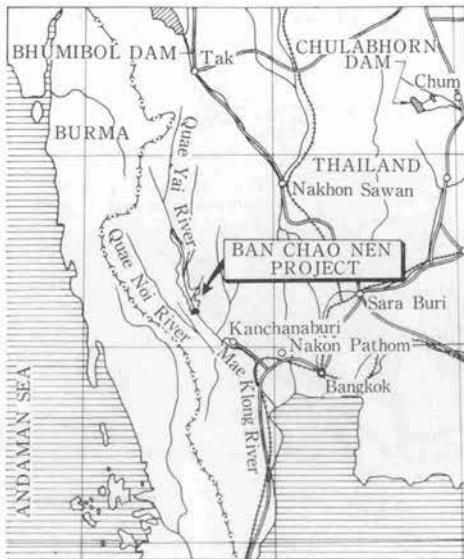 BHUMIBOL DAM
Tak
CHULABHORN
DAM
Chum
BURMA
Quae Yai River
THAILAND
Nakhon Sawan
Quae Noi River
BAN CHAO NEN
PROJECT
Sara Buri
Kanchanaburi
Nakon Pathom
Mae Klong River
Bangkok
ANDAMAN SEA